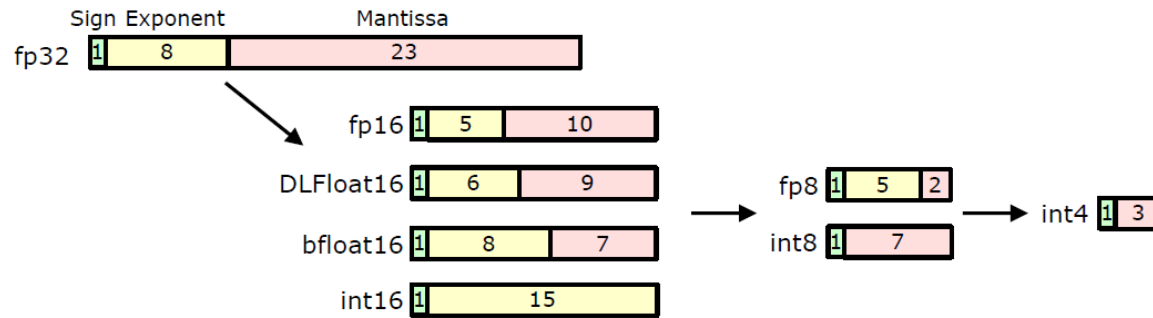 Sign Exponent Mantissa
fp32 1 8 23
fp16 1 5 10
DLFloat16 1 6 9
bfloat16 1 8 7
int16 1 15
fp8 1 5 2
int8 1 7
int4 1 3